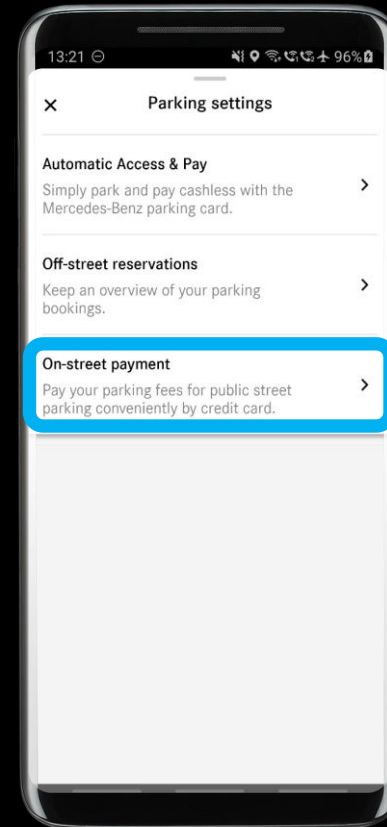 13:21 96%
Parking settings
Automatic Access & Pay
Simply park and pay cashless with the
Mercedes-Benz parking card.
Off-street reservations
Keep an overview of your parking
bookings.
On-street payment
Pay your parking fees for public street
parking conveniently by credit card.